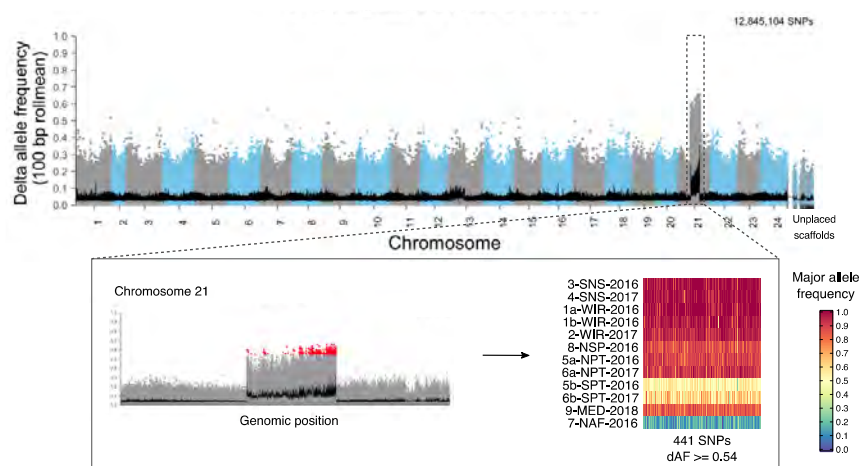 12,845,104 SNPs
Delta allele frequency
(100 bp rollmean)
1.0
0.9
0.8
0.7
0.6
0.5
0.4
0.3
0.2
0.1
0.0
1 2 3 4 5 6 7 8 9 10 11 12 13 14 15 16 17 18 19 20 21 22 23 24
Unplaced
scaffolds
Chromosome
Chromosome 21
Genomic position
3-SNS-2016
4-SNS-2017
1a-WIR-2016
1b-WIR-2016
2-WIR-2017
8-NSP-2016
5a-NPT-2016
6a-NPT-2017
5b-SPT-2016
6b-SPT-2017
9-MED-2018
7-NAF-2016
441 SNPs
dAF >= 0.54
Major allele
frequency
1.0
0.9
0.8
0.7
0.6
0.5
0.4
0.3
0.2
0.1
0.0